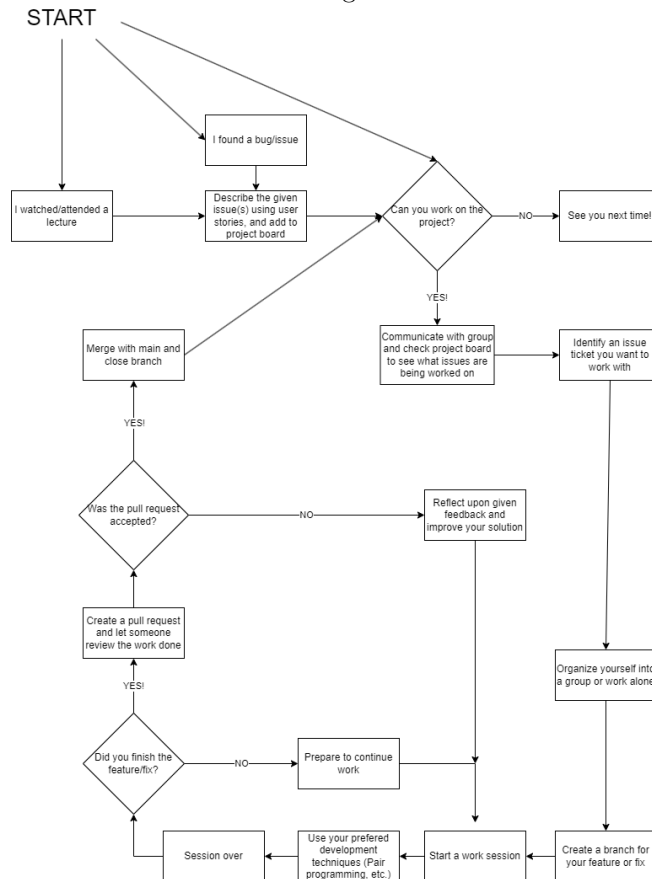 START
I found a bug/issue
I watched/attended a
lecture
Describe the given
issue(s) using user
stories, and add to
project board
Can you work on the
project?
NO
See you next time!
YES!
Merge with main and
close branch
Communicate with group
and check project board
to see what issues are
being worked on
Identify an issue
ticket you want to
work with
YES!
Was the pull request
accepted?
NO
Reflect upon given
feedback and
improve your solution
Create a pull request
and let someone
review the work done
Organize yourself into
a group or work alone
YES!
Did you finish the
feature/fix?
NO
Prepare to continue
work
Session over
Use your prefered
development
techniques (Pair
programming, etc.)
Start a work session
Create a branch for
your feature or fix